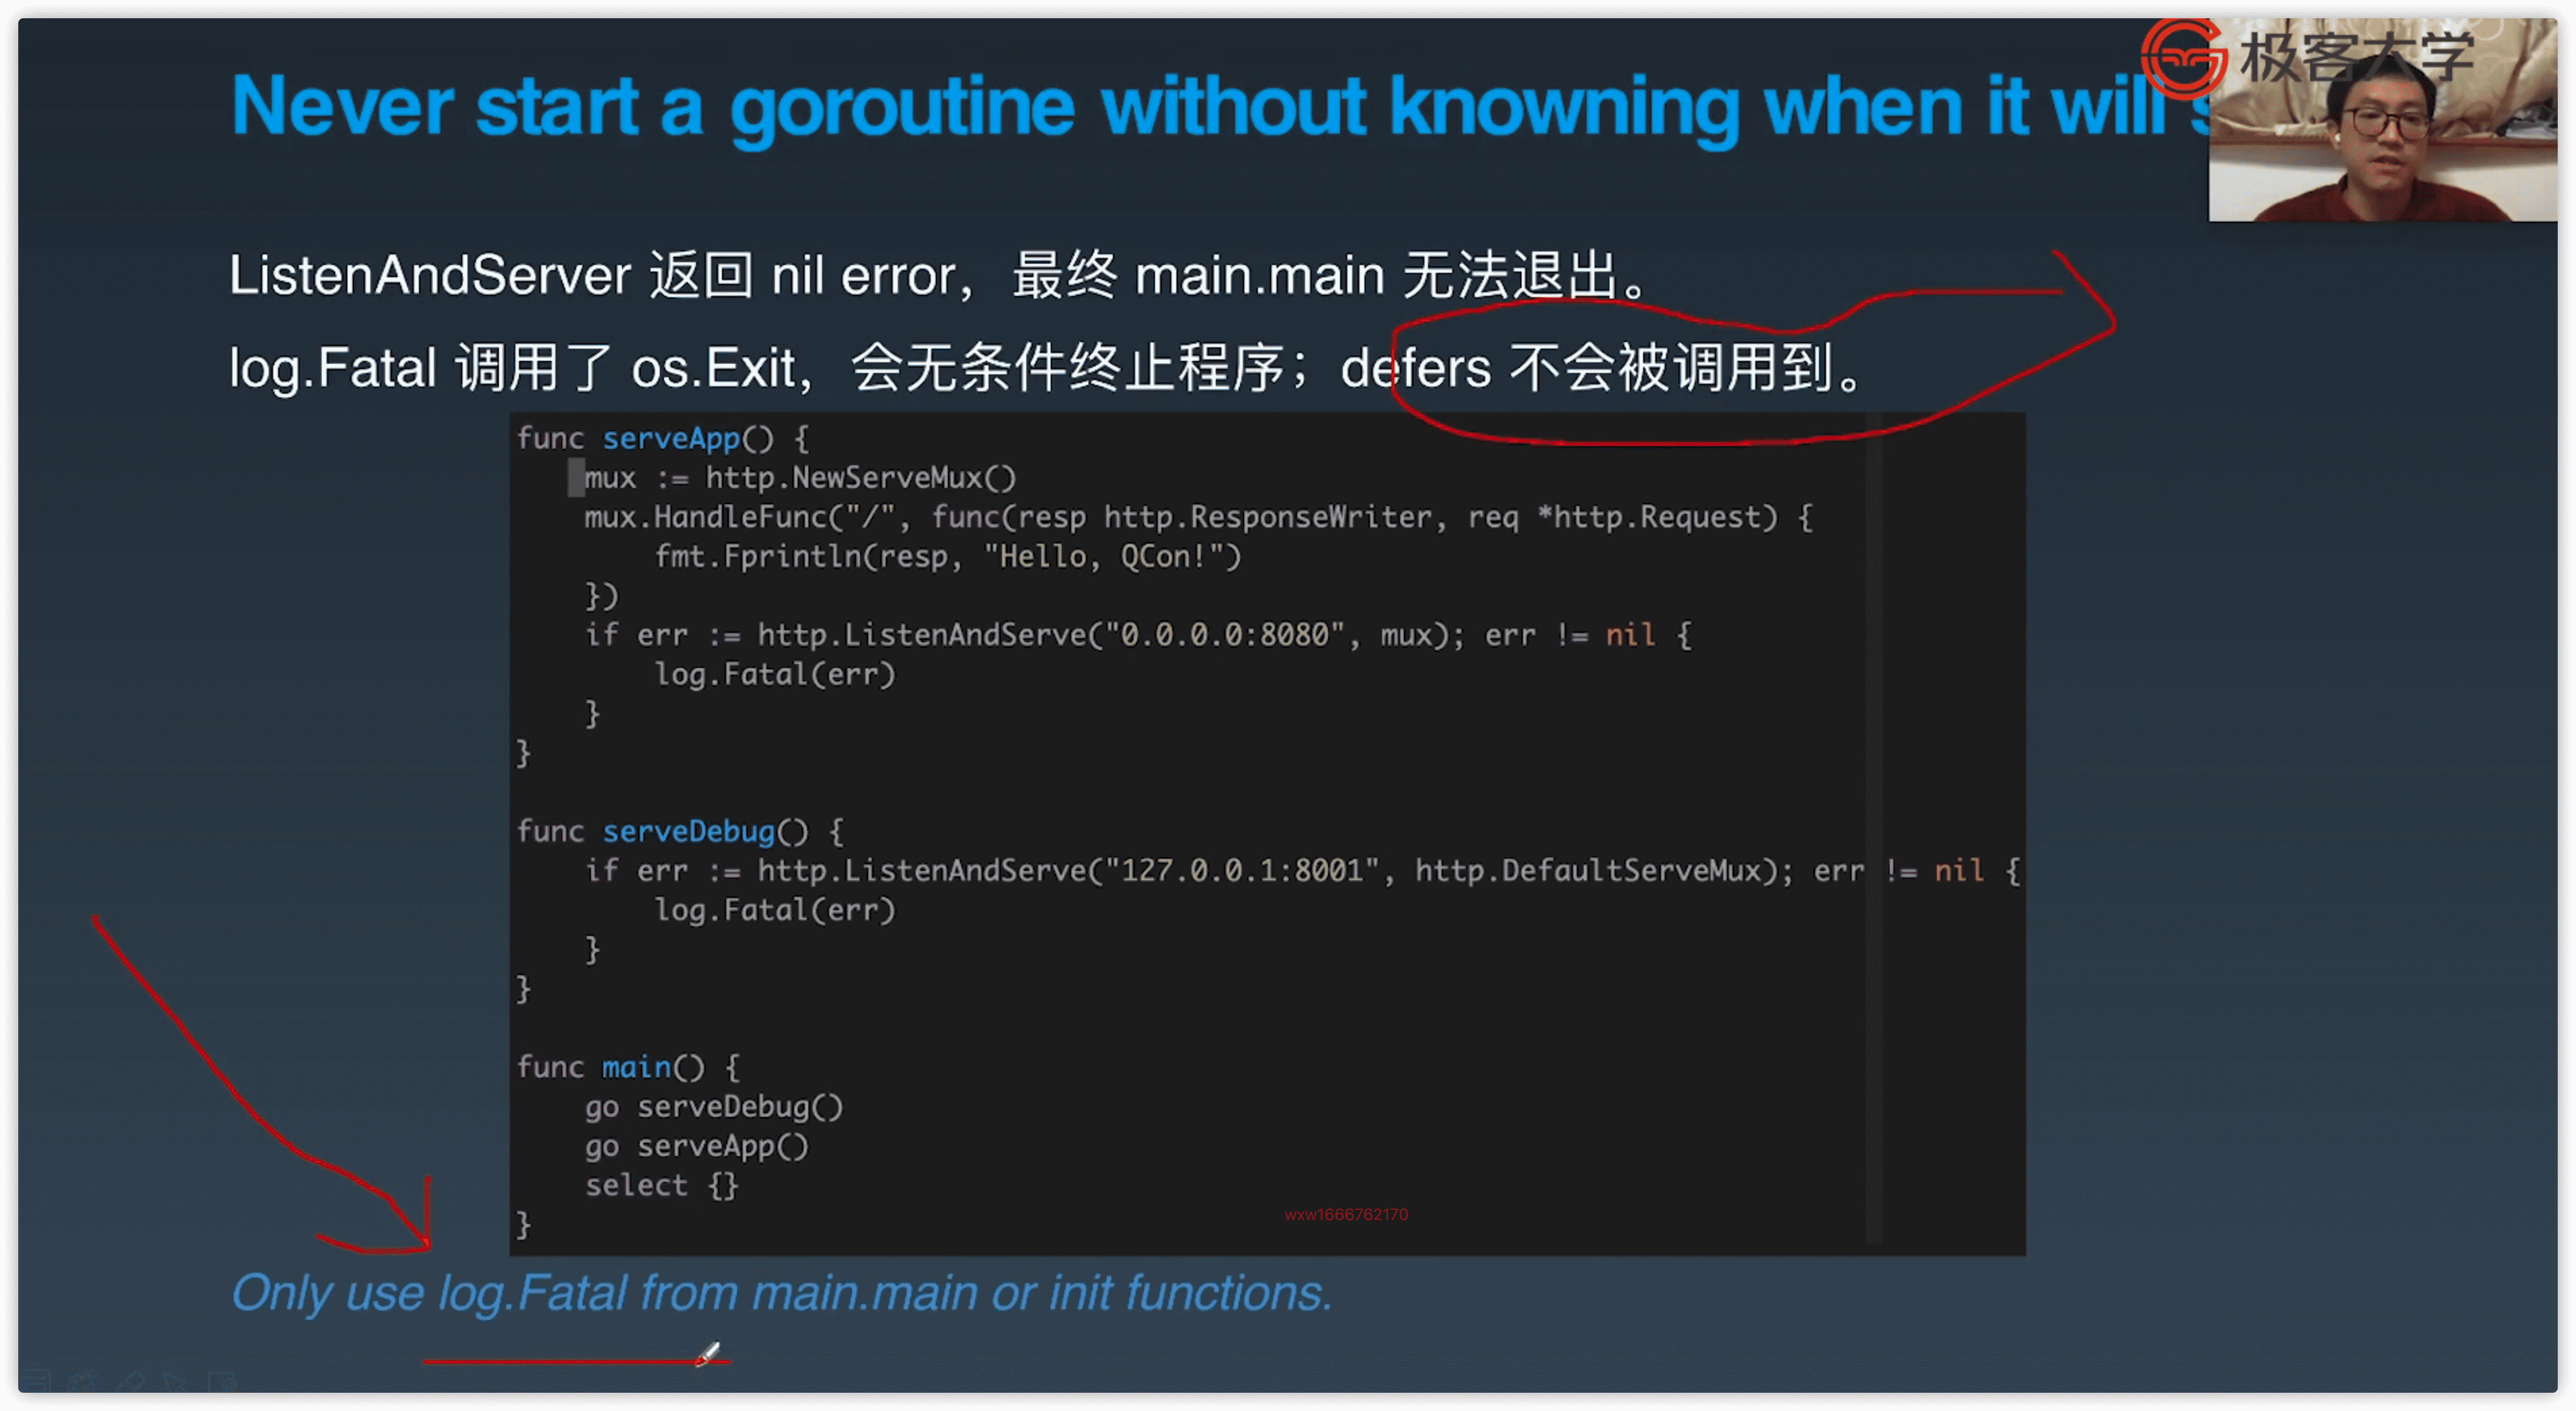 极客大学
Never start a goroutine without knowning when it will s
ListenAndServer 返回 nil error，最终 main.main 无法退出。
log.Fatal 调用了 os.Exit，会无条件终止程序；defers 不会被调用到。
func serveApp() {
    mux := http.NewServeMux()
    mux.HandleFunc("/", func(resp http.ResponseWriter, req *http.Request) {
        fmt.Fprintln(resp, "Hello, QCon!")
    })
    if err := http.ListenAndServe("0.0.0.0:8080", mux); err != nil {
        log.Fatal(err)
    }
}
func serveDebug() {
    if err := http.ListenAndServe("127.0.0.1:8001", http.DefaultServeMux); err != nil {
        log.Fatal(err)
    }
}
func main() {
    go serveDebug()
    go serveApp()
    select {}
}
wxw1666762170
Only use log.Fatal from main.main or init functions.